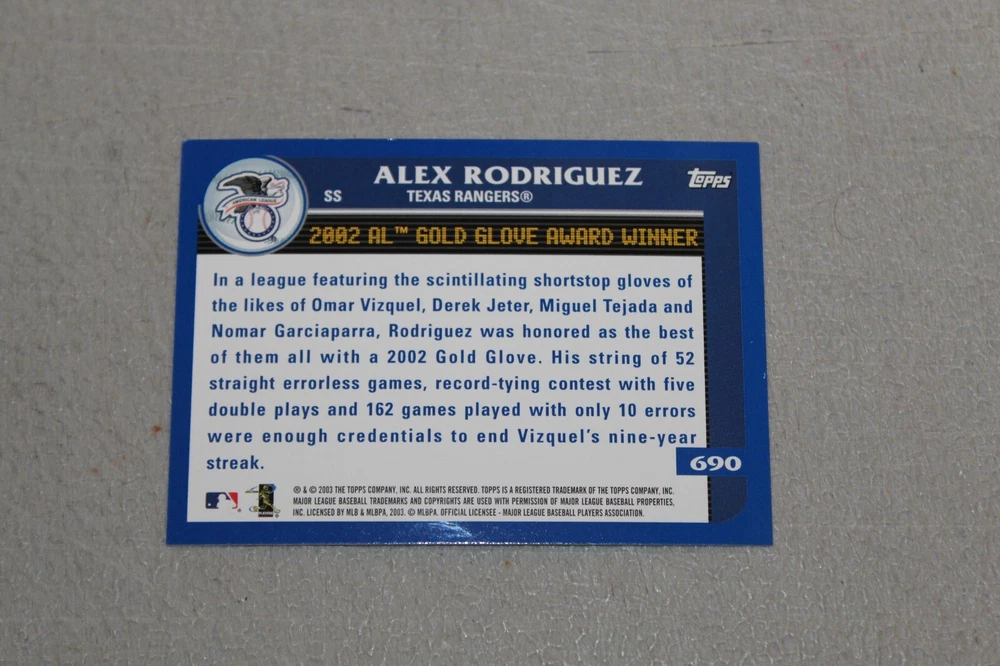 ALEX RODRIGUEZ
topps
SS TEXAS RANGERS®
AMERICAN LEAGUE
2002 AL™ GOLD GLOVE AWARD WINNER
In a league featuring the scintillating shortstop gloves of
the likes of Omar Vizquel, Derek Jeter, Miguel Tejada and
Nomar Garciaparra, Rodriguez was honored as the best
of them all with a 2002 Gold Glove. His string of 52
straight errorless games, record-tying contest with five
double plays and 162 games played with only 10 errors
were enough credentials to end Vizquel's nine-year
streak.
690
® & © 2003 THE TOPPS COMPANY, INC. ALL RIGHTS RESERVED. TOPPS IS A REGISTERED TRADEMARK OF THE TOPPS COMPANY, INC.
MAJOR LEAGUE BASEBALL TRADEMARKS AND COPYRIGHTS ARE USED WITH PERMISSION OF MAJOR LEAGUE BASEBALL PROPERTIES,
INC. LICENSED BY MLB & MLBPA, 2003. © MLBPA. OFFICIAL LICENSEE - MAJOR LEAGUE BASEBALL PLAYERS ASSOCIATION.